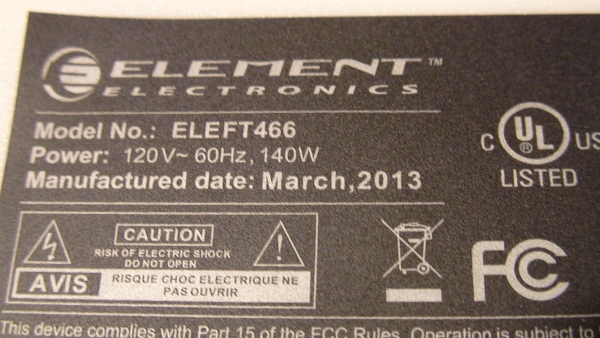 ELEMENT™
ELECTRONICS
Model No.: ELEFT466
Power: 120V~ 60Hz, 140W
Manufactured date: March,2013
C UL US
LISTED
CAUTION
RISK OF ELECTRIC SHOCK
DO NOT OPEN
AVIS
RISQUE CHOC ELECTRIQUE NE
PAS OUVRIR
FC
This device complies with Part 15 of the FCC Rules. Operation is subject to